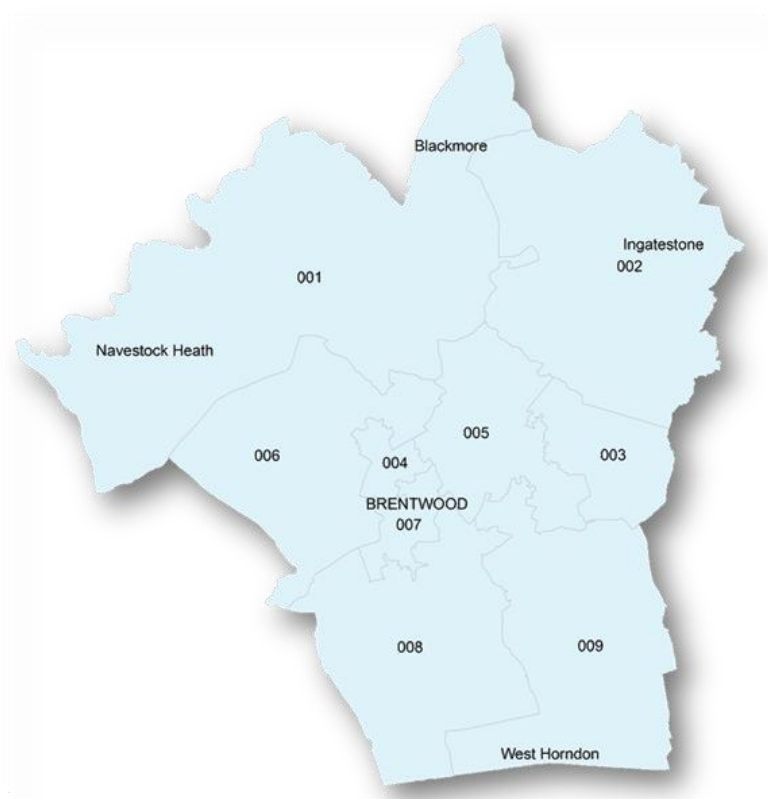 Blackmore
Ingatestone
002
001
Navestock Heath
005
006
004
003
BRENTWOOD
007
008
009
West Horndon